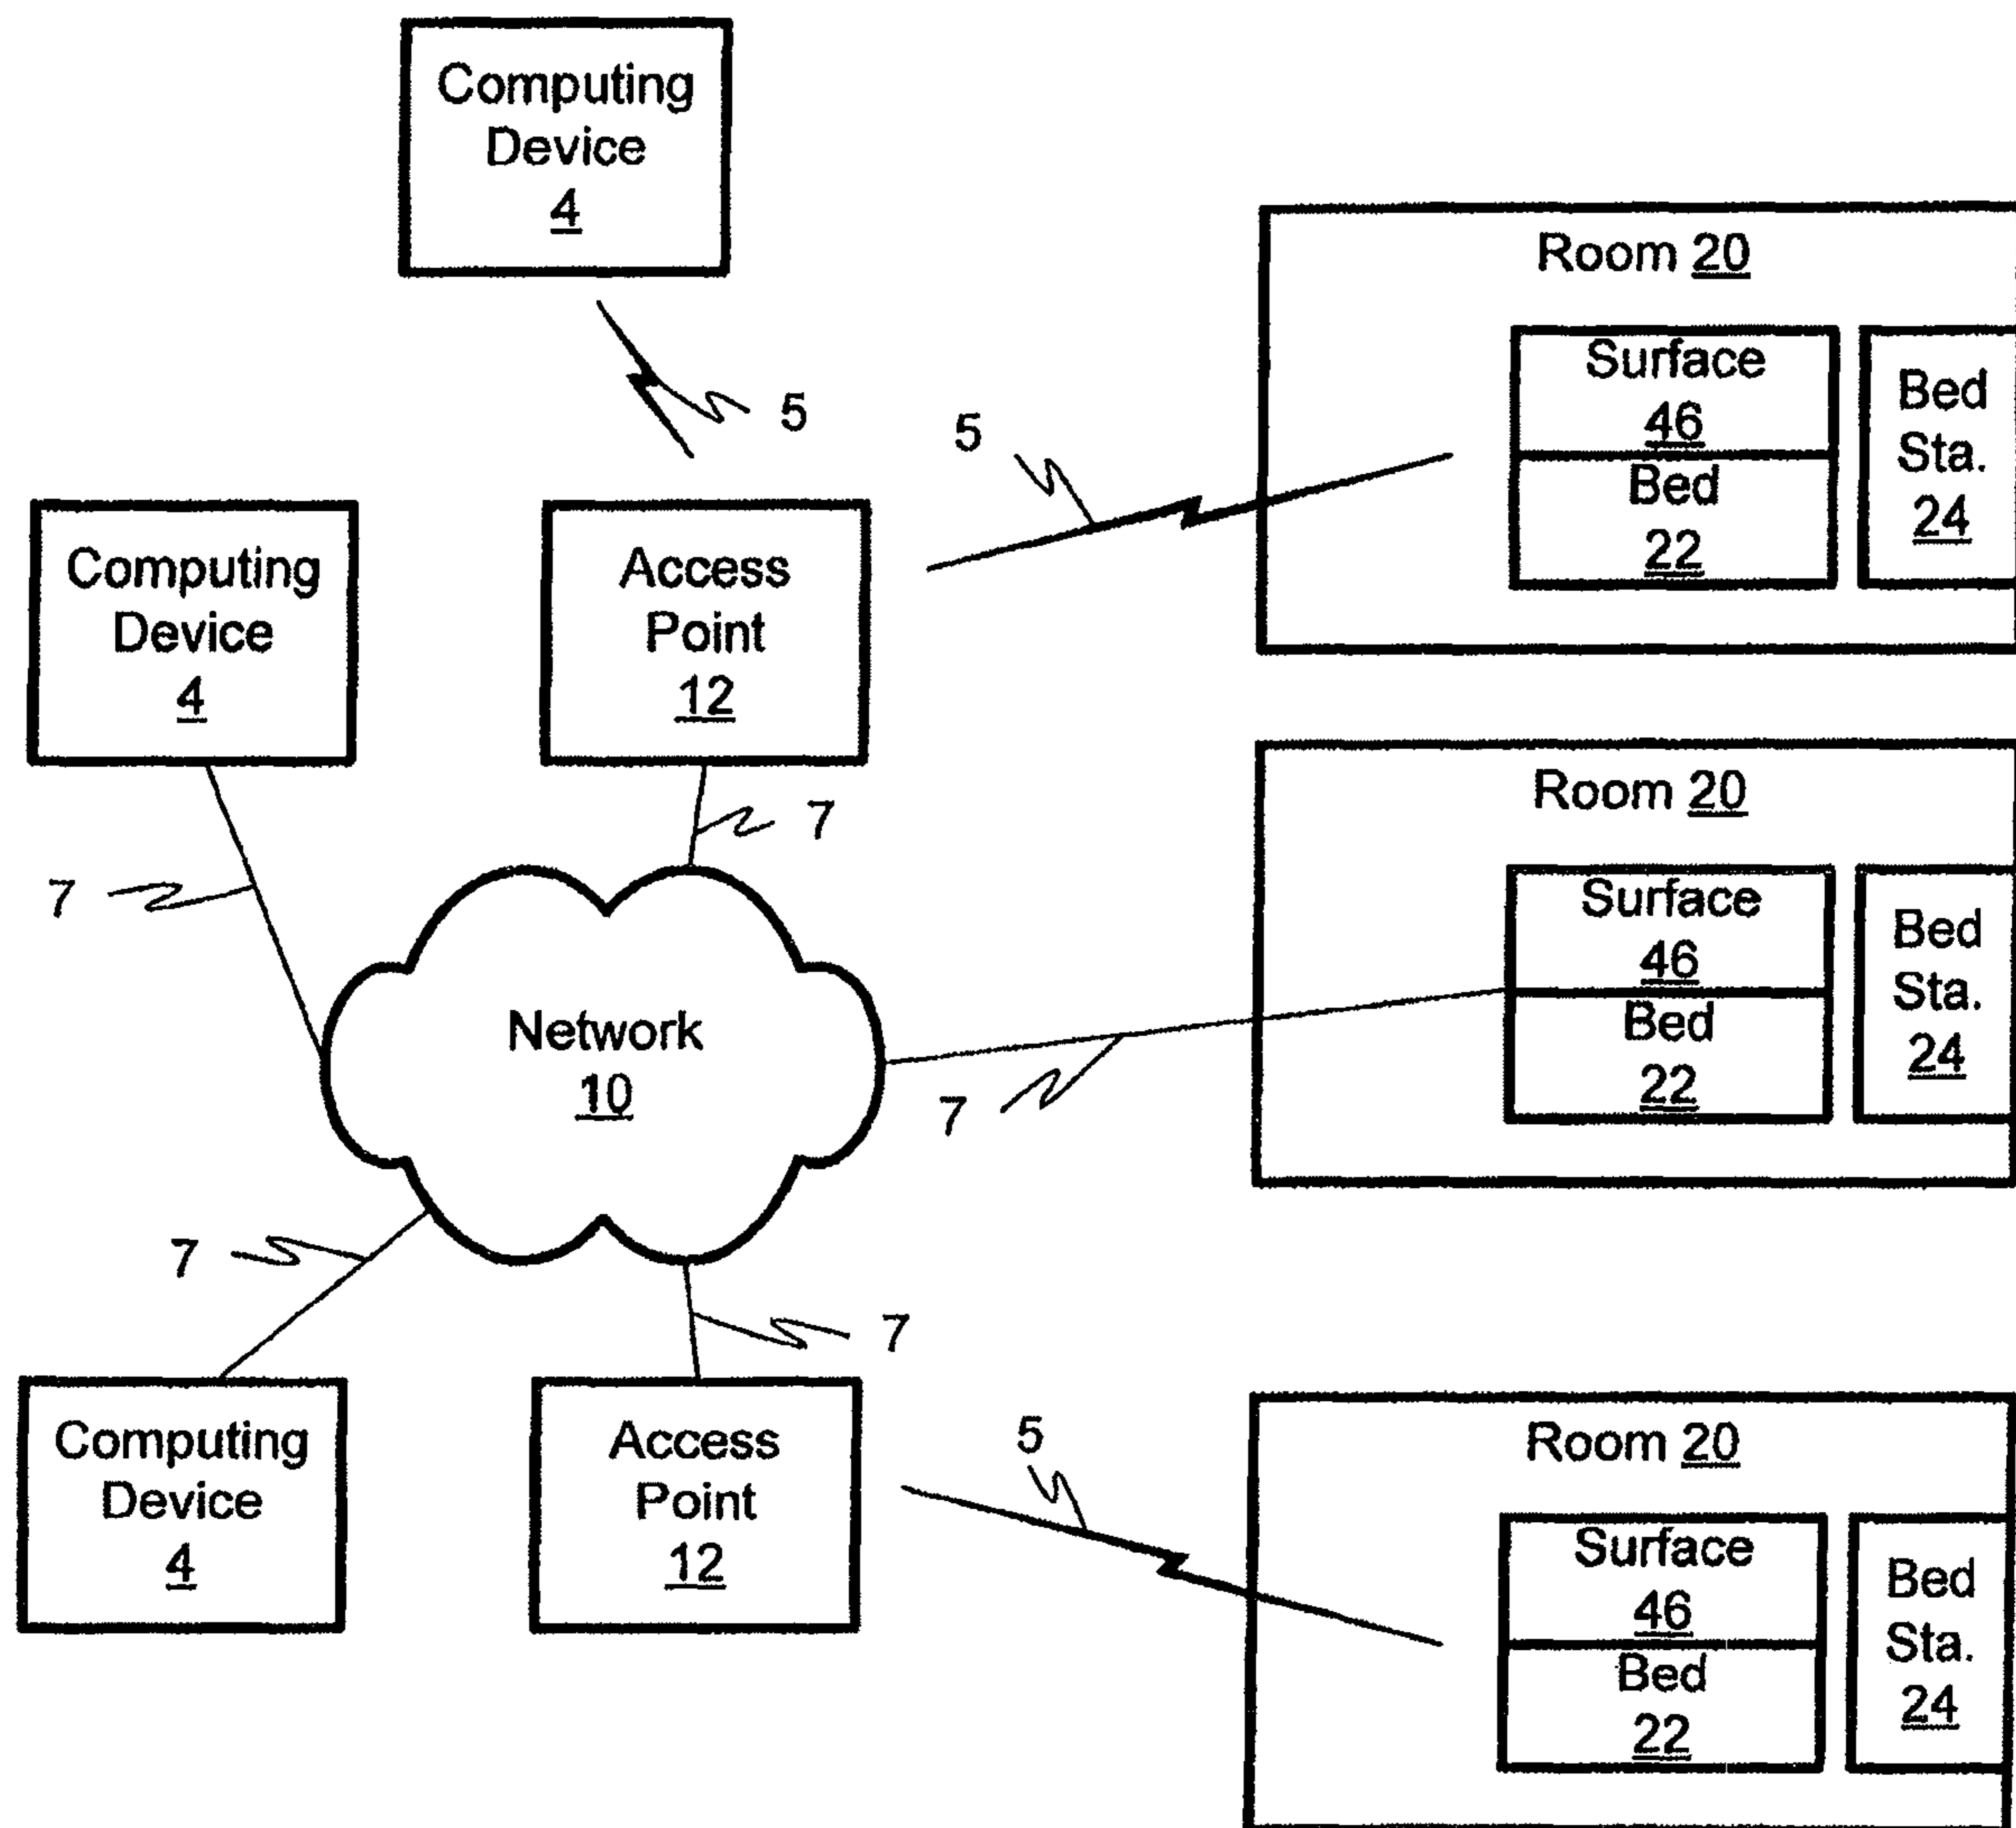 Computing
Device
4
5
Room 20
Surface
46
Bed
22
Bed
Sta.
24
5
Computing
Device
4
Access
Point
12
7
7
Room 20
Surface
46
Bed
22
Bed
Sta.
24
Network
10
7
7
7
Computing
Device
4
Access
Point
12
5
Room 20
Surface
46
Bed
22
Bed
Sta.
24